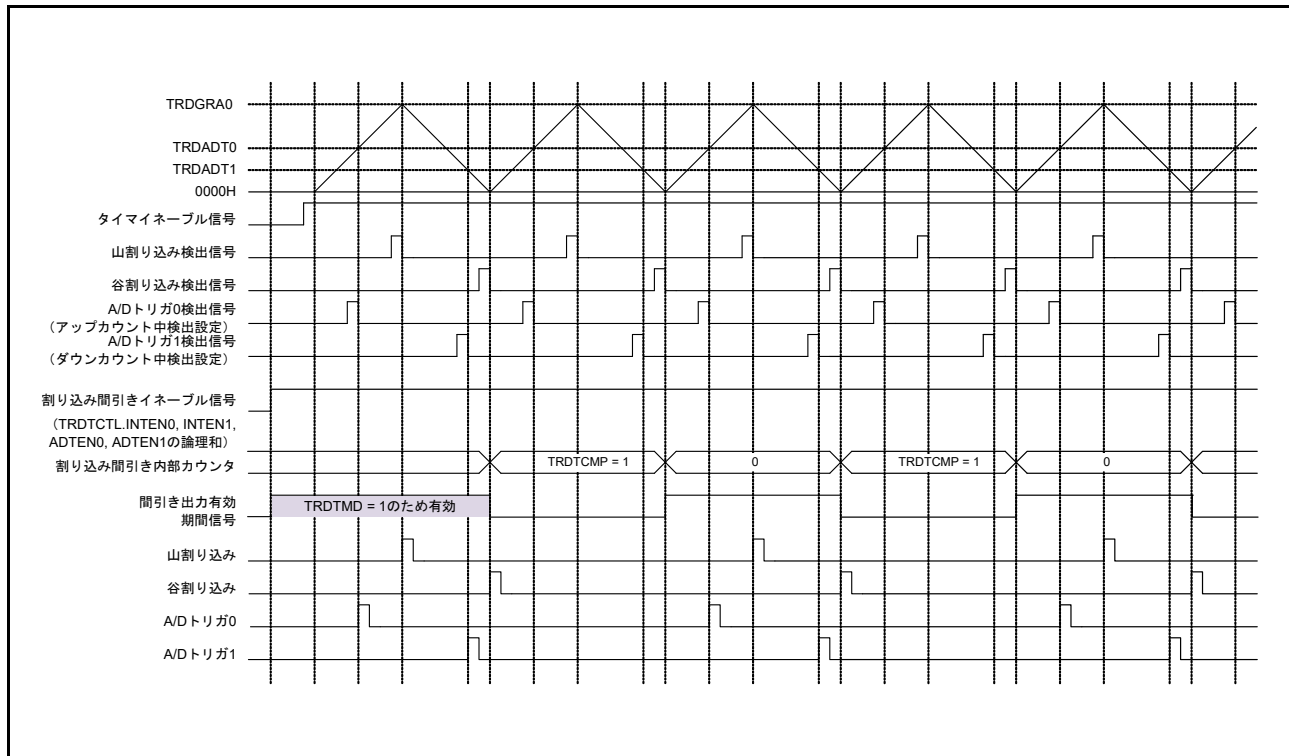 TRDGRA0
TRDADT0
TRDADT1
0000H
タイマイネーブル信号
山割り込み検出信号
谷割り込み検出信号
A/Dトリガ0検出信号
(アップカウント中検出設定)
A/Dトリガ1検出信号
(ダウンカウント中検出設定)
割り込み間引きイネーブル信号
(TRDTCTL.INTEN0, INTEN1,
ADTEN0, ADTEN1の論理和)
割り込み間引き内部カウンタ
TRDTCMP = 1
0
TRDTCMP = 1
0
間引き出力有効
期間信号
TRDTMD = 1のため有効
山割り込み
谷割り込み
A/Dトリガ0
A/Dトリガ1